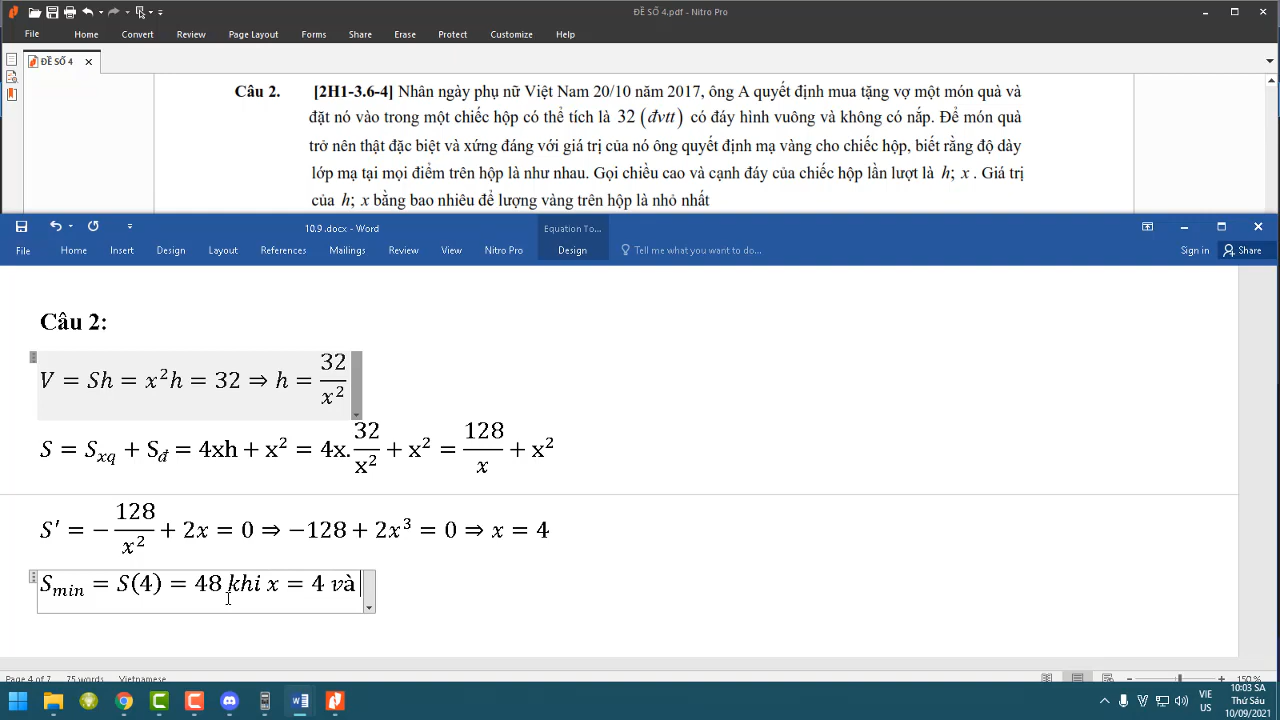 ĐỀ SỐ 4.pdf - Nitro Pro
File Home Convert Review Page Layout Forms Share Erase Protect Customize Help
ĐỀ SỐ 4
Câu 2. [2H1-3.6-4] Nhân ngày phụ nữ Việt Nam 20/10 năm 2017, ông A quyết định mua tặng vợ một món quà và
đặt nó vào trong một chiếc hộp có thể tích là 32 (đvtt) có đáy hình vuông và không có nắp. Để món quà
trở nên thật đặc biệt và xứng đáng với giá trị của nó ông quyết định mạ vàng cho chiếc hộp, biết rằng độ dày
lớp mạ tại mọi điểm trên hộp là như nhau. Gọi chiều cao và cạnh đáy của chiếc hộp lần lượt là h; x . Giá trị
của h; x bằng bao nhiêu để lượng vàng trên hộp là nhỏ nhất
10.9 .docx - Word Equation To...
File Home Insert Design Layout References Mailings Review View Nitro Pro Design Tell me what you want to do... Sign in Share
Câu 2:
V = Sh = x²h = 32 ⇒ h = 32/x²
S = S_xq + S_đ = 4xh + x² = 4x.32/x² + x² = 128/x + x²
S′ = −128/x² + 2x = 0 ⇒ −128 + 2x³ = 0 ⇒ x = 4
S_min = S(4) = 48 khi x = 4 và
Page 4 of 7 75 words Vietnamese 150 %
VIE US
10:03 SA
Thứ Sáu
10/09/2021